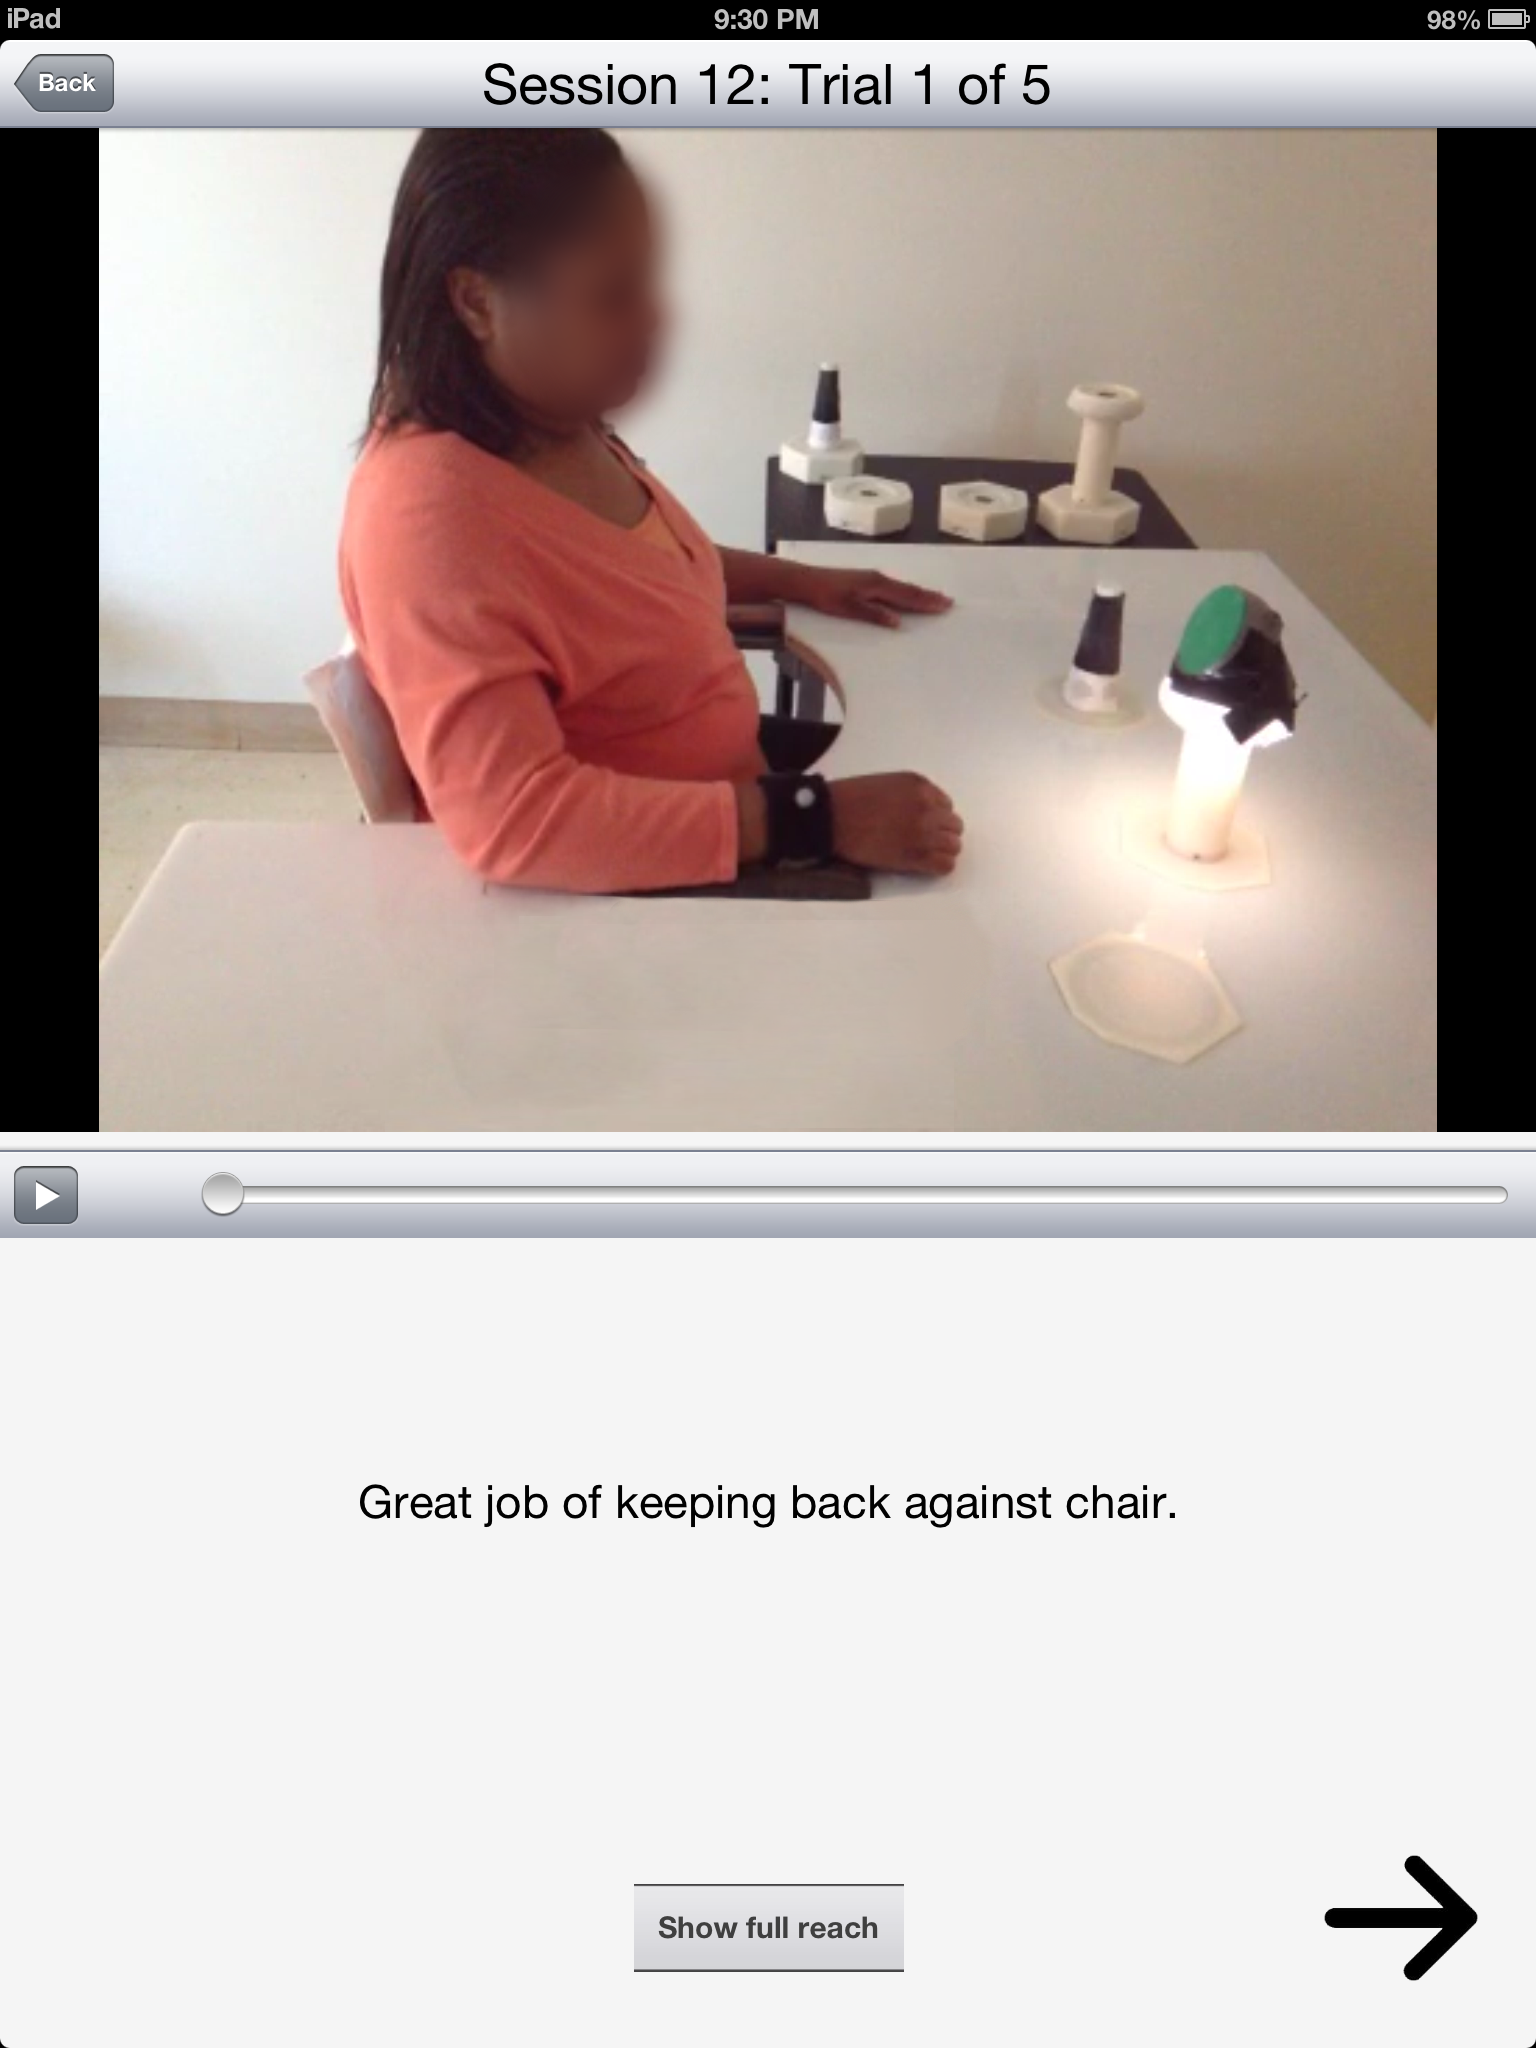 iPad 9:30 PM 98%
Back Session 12: Trial 1 of 5
Great job of keeping back against chair.
Show full reach